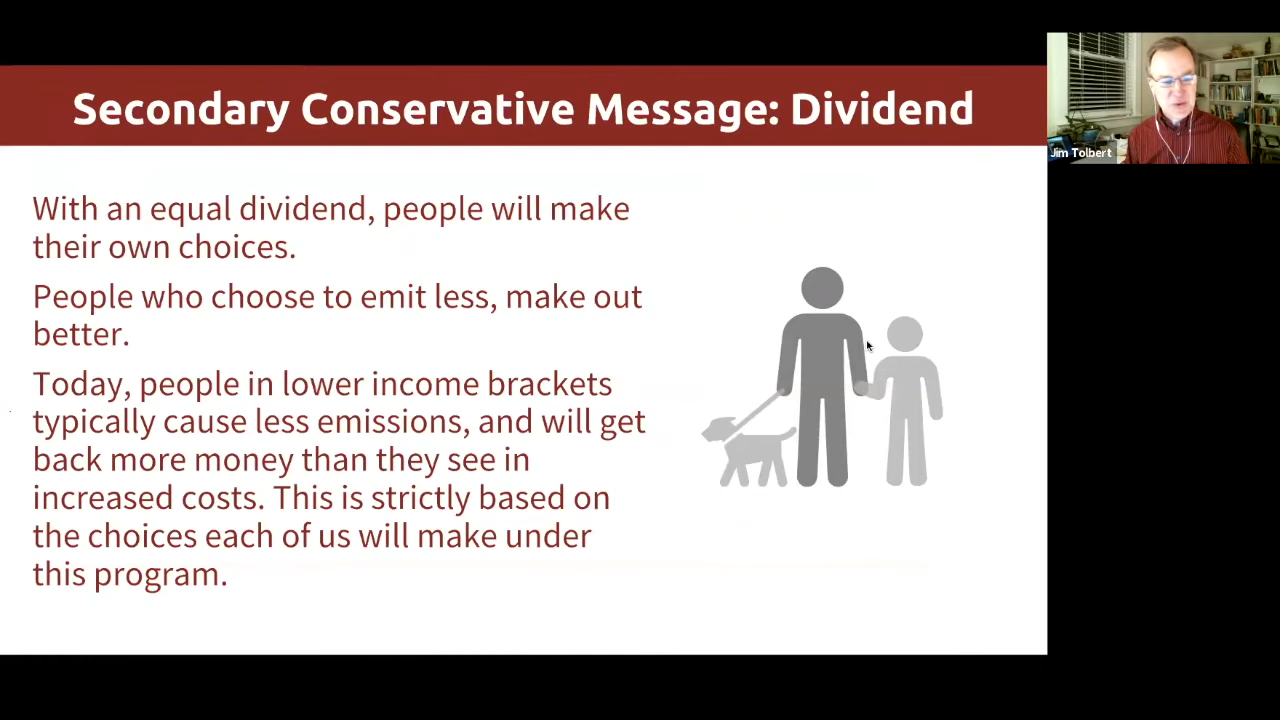 Secondary Conservative Message: Dividend
Jim Tolbert
With an equal dividend, people will make
their own choices.
People who choose to emit less, make out
better.
Today, people in lower income brackets
typically cause less emissions, and will get
back more money than they see in
increased costs. This is strictly based on
the choices each of us will make under
this program.